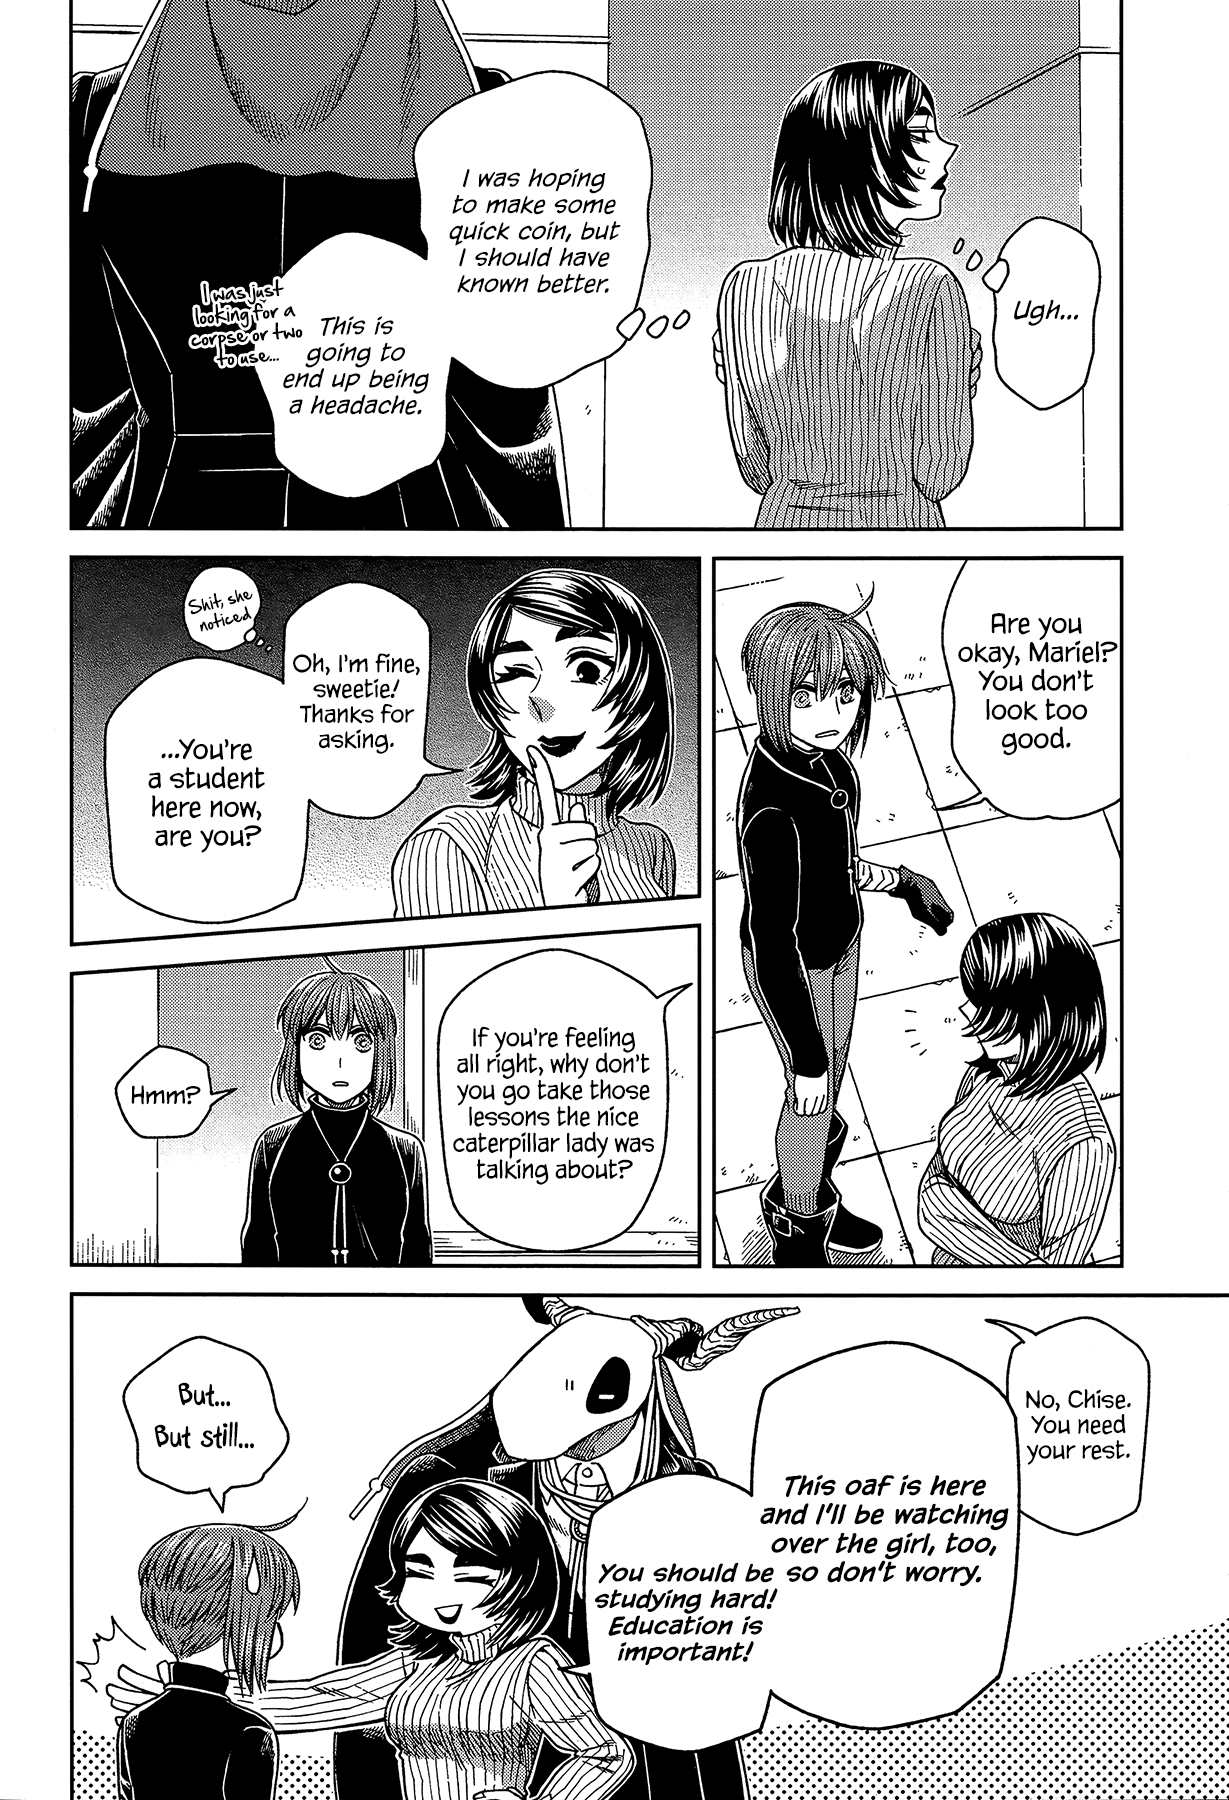 Ugh...
I was hoping
to make some
quick coin, but
I should have
known better.
This is
going to
end up being
a headache.
I was just
looking for a
corpse or two
to use...
Are you
okay, Mariel?
You don't
look too
good.
Oh, I'm fine,
sweetie!
Thanks for
asking.
Shit, she
noticed
...You're
a student
here now,
are you?
If you're feeling
all right, why don't
you go take those
lessons the nice
caterpillar lady was
talking about?
Hmm?
No, Chise.
You need
your rest.
This oaf is here
and I'll be watching
over the girl, too,
so don't worry.
You should be
studying hard!
Education is
important!
But...
But still...